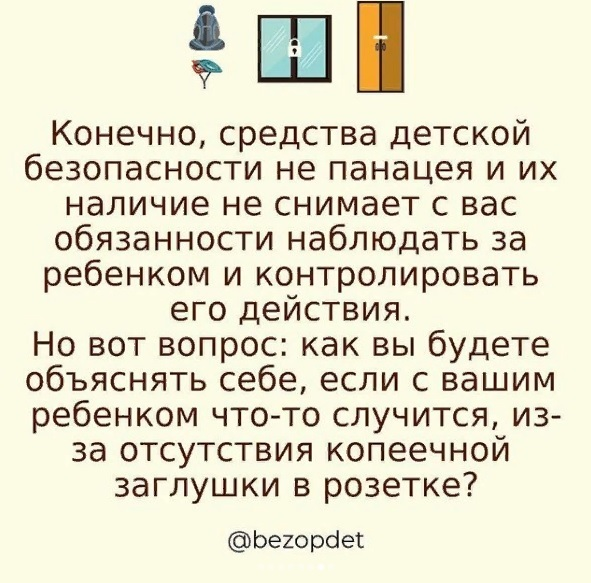 Конечно, средства детской
безопасности не панацея и их
наличие не снимает с вас
обязанности наблюдать за
ребенком и контролировать
его действия.
Но вот вопрос: как вы будете
объяснять себе, если с вашим
ребенком что-то случится, из-
за отсутствия копеечной
заглушки в розетке?
@bezopdet